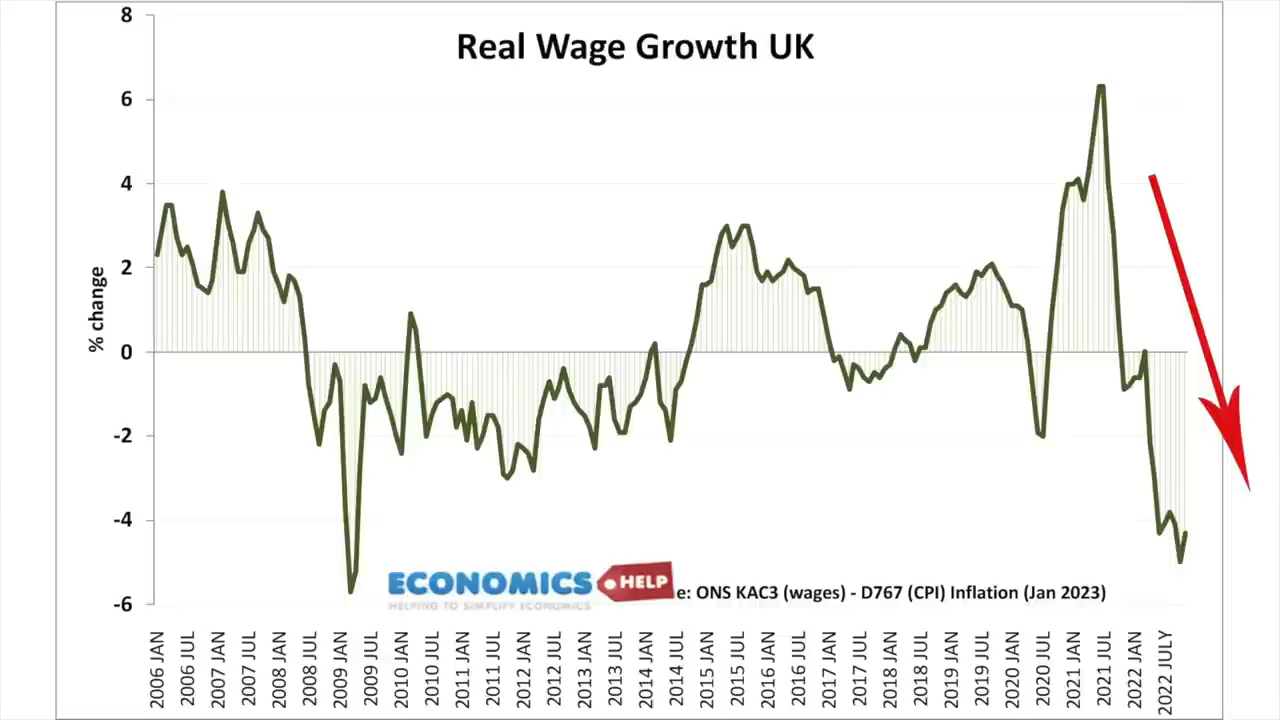 Real Wage Growth UK
% change
8
6
4
2
0
-2
-4
-6
ECONOMICS HELP
HELPING TO SIMPLIFY ECONOMICS
e: ONS KAC3 (wages) - D767 (CPI) Inflation (Jan 2023)
2006 JAN
2006 JUL
2007 JAN
2007 JUL
2008 JAN
2008 JUL
2009 JAN
2009 JUL
2010 JAN
2010 JUL
2011 JAN
2011 JUL
2012 JAN
2012 JUL
2013 JAN
2013 JUL
2014 JAN
2014 JUL
2015 JAN
2015 JUL
2016 JAN
2016 JUL
2017 JAN
2017 JUL
2018 JAN
2018 JUL
2019 JAN
2019 JUL
2020 JAN
2020 JUL
2021 JAN
2021 JUL
2022 JAN
2022 JULY